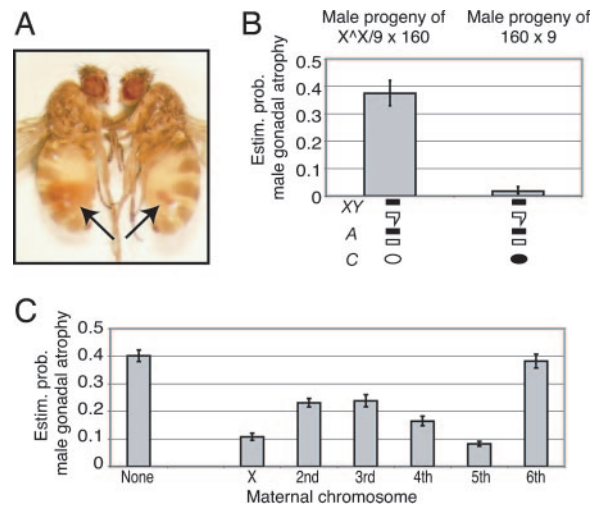 A
B
Male progeny of
X^X/9 x 160
Male progeny of
160 x 9
Estim. prob.
male gonadal atrophy
0.5
0.4
0.3
0.2
0.1
0
XY
A
C
C
Estim. prob.
male gonadal atrophy
0.5
0.4
0.3
0.2
0.1
0
None X 2nd 3rd 4th 5th 6th
Maternal chromosome